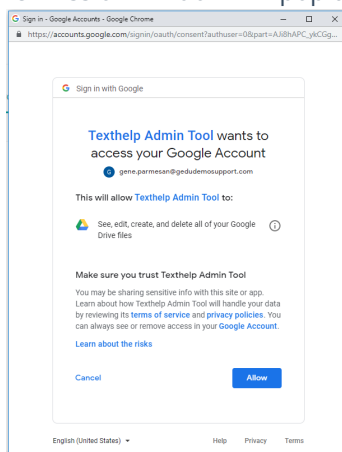 Sign in - Google Accounts - Google Chrome
https://accounts.google.com/signin/oauth/consent?authuser=0&part=AJi8hAPC_ykCGg...
Sign in with Google
Texthelp Admin Tool wants to
access your Google Account
G gene.parmesan@gedudemosupport.com
This will allow Texthelp Admin Tool to:
See, edit, create, and delete all of your Google
Drive files
Make sure you trust Texthelp Admin Tool
You may be sharing sensitive info with this site or app.
Learn about how Texthelp Admin Tool will handle your data
by reviewing its terms of service and privacy policies. You
can always see or remove access in your Google Account.
Learn about the risks
Cancel
Allow
English (United States)
Help Privacy Terms